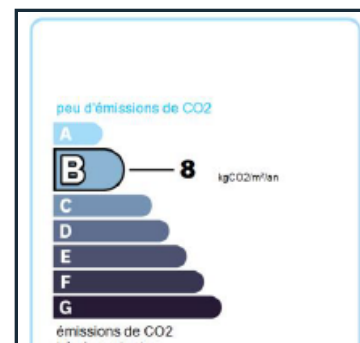 peu d'émissions de CO2
A
B 8 kgCO2/m²/an
C
D
E
F
G
émissions de CO2